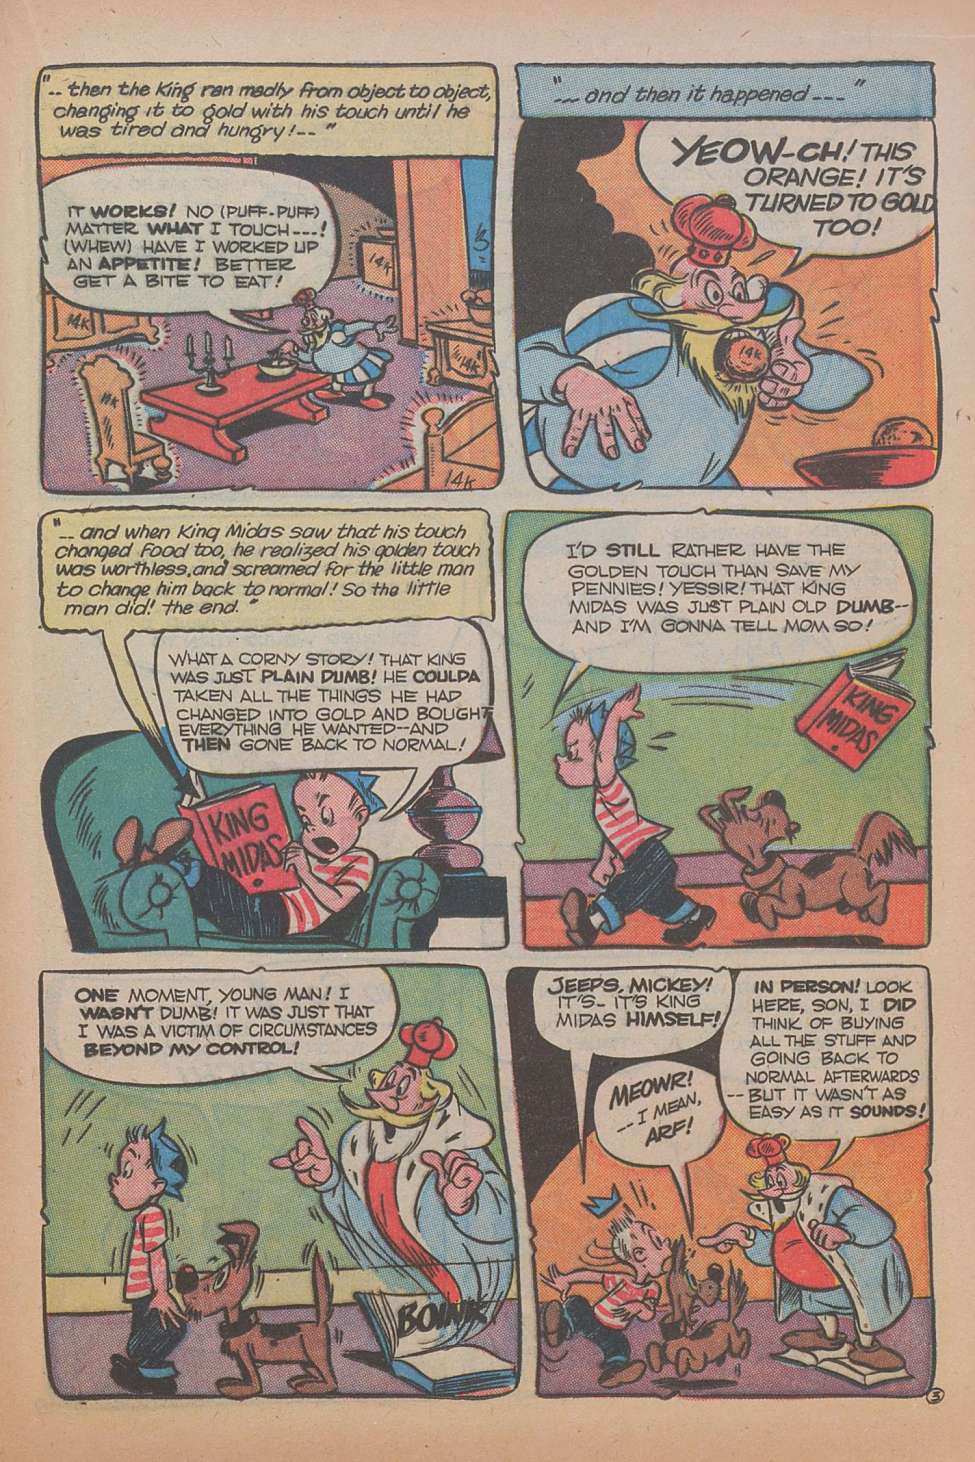 "-- then the King ran madly from object to object,
changing it to gold with his touch until he
was tired and hungry!--"
IT WORKS! NO (PUFF-PUFF)
MATTER WHAT I TOUCH---!
(WHEW) HAVE I WORKED UP
AN APPETITE! BETTER
GET A BITE TO EAT!
14K
14K
14K
14K
14K
"-- and then it happened --- "
YEOW-CH! THIS
ORANGE! IT'S
TURNED TO GOLD
TOO!
14K
"-- and when King Midas saw that his touch
changed food too, he realized his golden touch
was worthless, and screamed for the little man
to change him back to normal! So the little
man did! the end."
WHAT A CORNY STORY! THAT KING
WAS JUST PLAIN DUMB! HE COULDA
TAKEN ALL THE THINGS HE HAD
CHANGED INTO GOLD AND BOUGHT
EVERYTHING HE WANTED--AND
THEN GONE BACK TO NORMAL!
KING
MIDAS
I'D STILL RATHER HAVE THE
GOLDEN TOUCH THAN SAVE MY
PENNIES! YESSIR! THAT KING
MIDAS WAS JUST PLAIN OLD DUMB--
AND I'M GONNA TELL MOM SO!
KING
MIDAS
ONE MOMENT, YOUNG MAN! I
WASN'T DUMB! IT WAS JUST THAT
I WAS A VICTIM OF CIRCUMSTANCES
BEYOND MY CONTROL!
BOINK
JEEPS, MICKEY!
IT'S-- IT'S KING
MIDAS HIMSELF!
MEOWR!
-- I MEAN,
ARF!
IN PERSON! LOOK
HERE, SON, I DID
THINK OF BUYING
ALL THE STUFF AND
GOING BACK TO
NORMAL AFTERWARDS
-- BUT IT WASN'T AS
EASY AS IT SOUNDS!
3